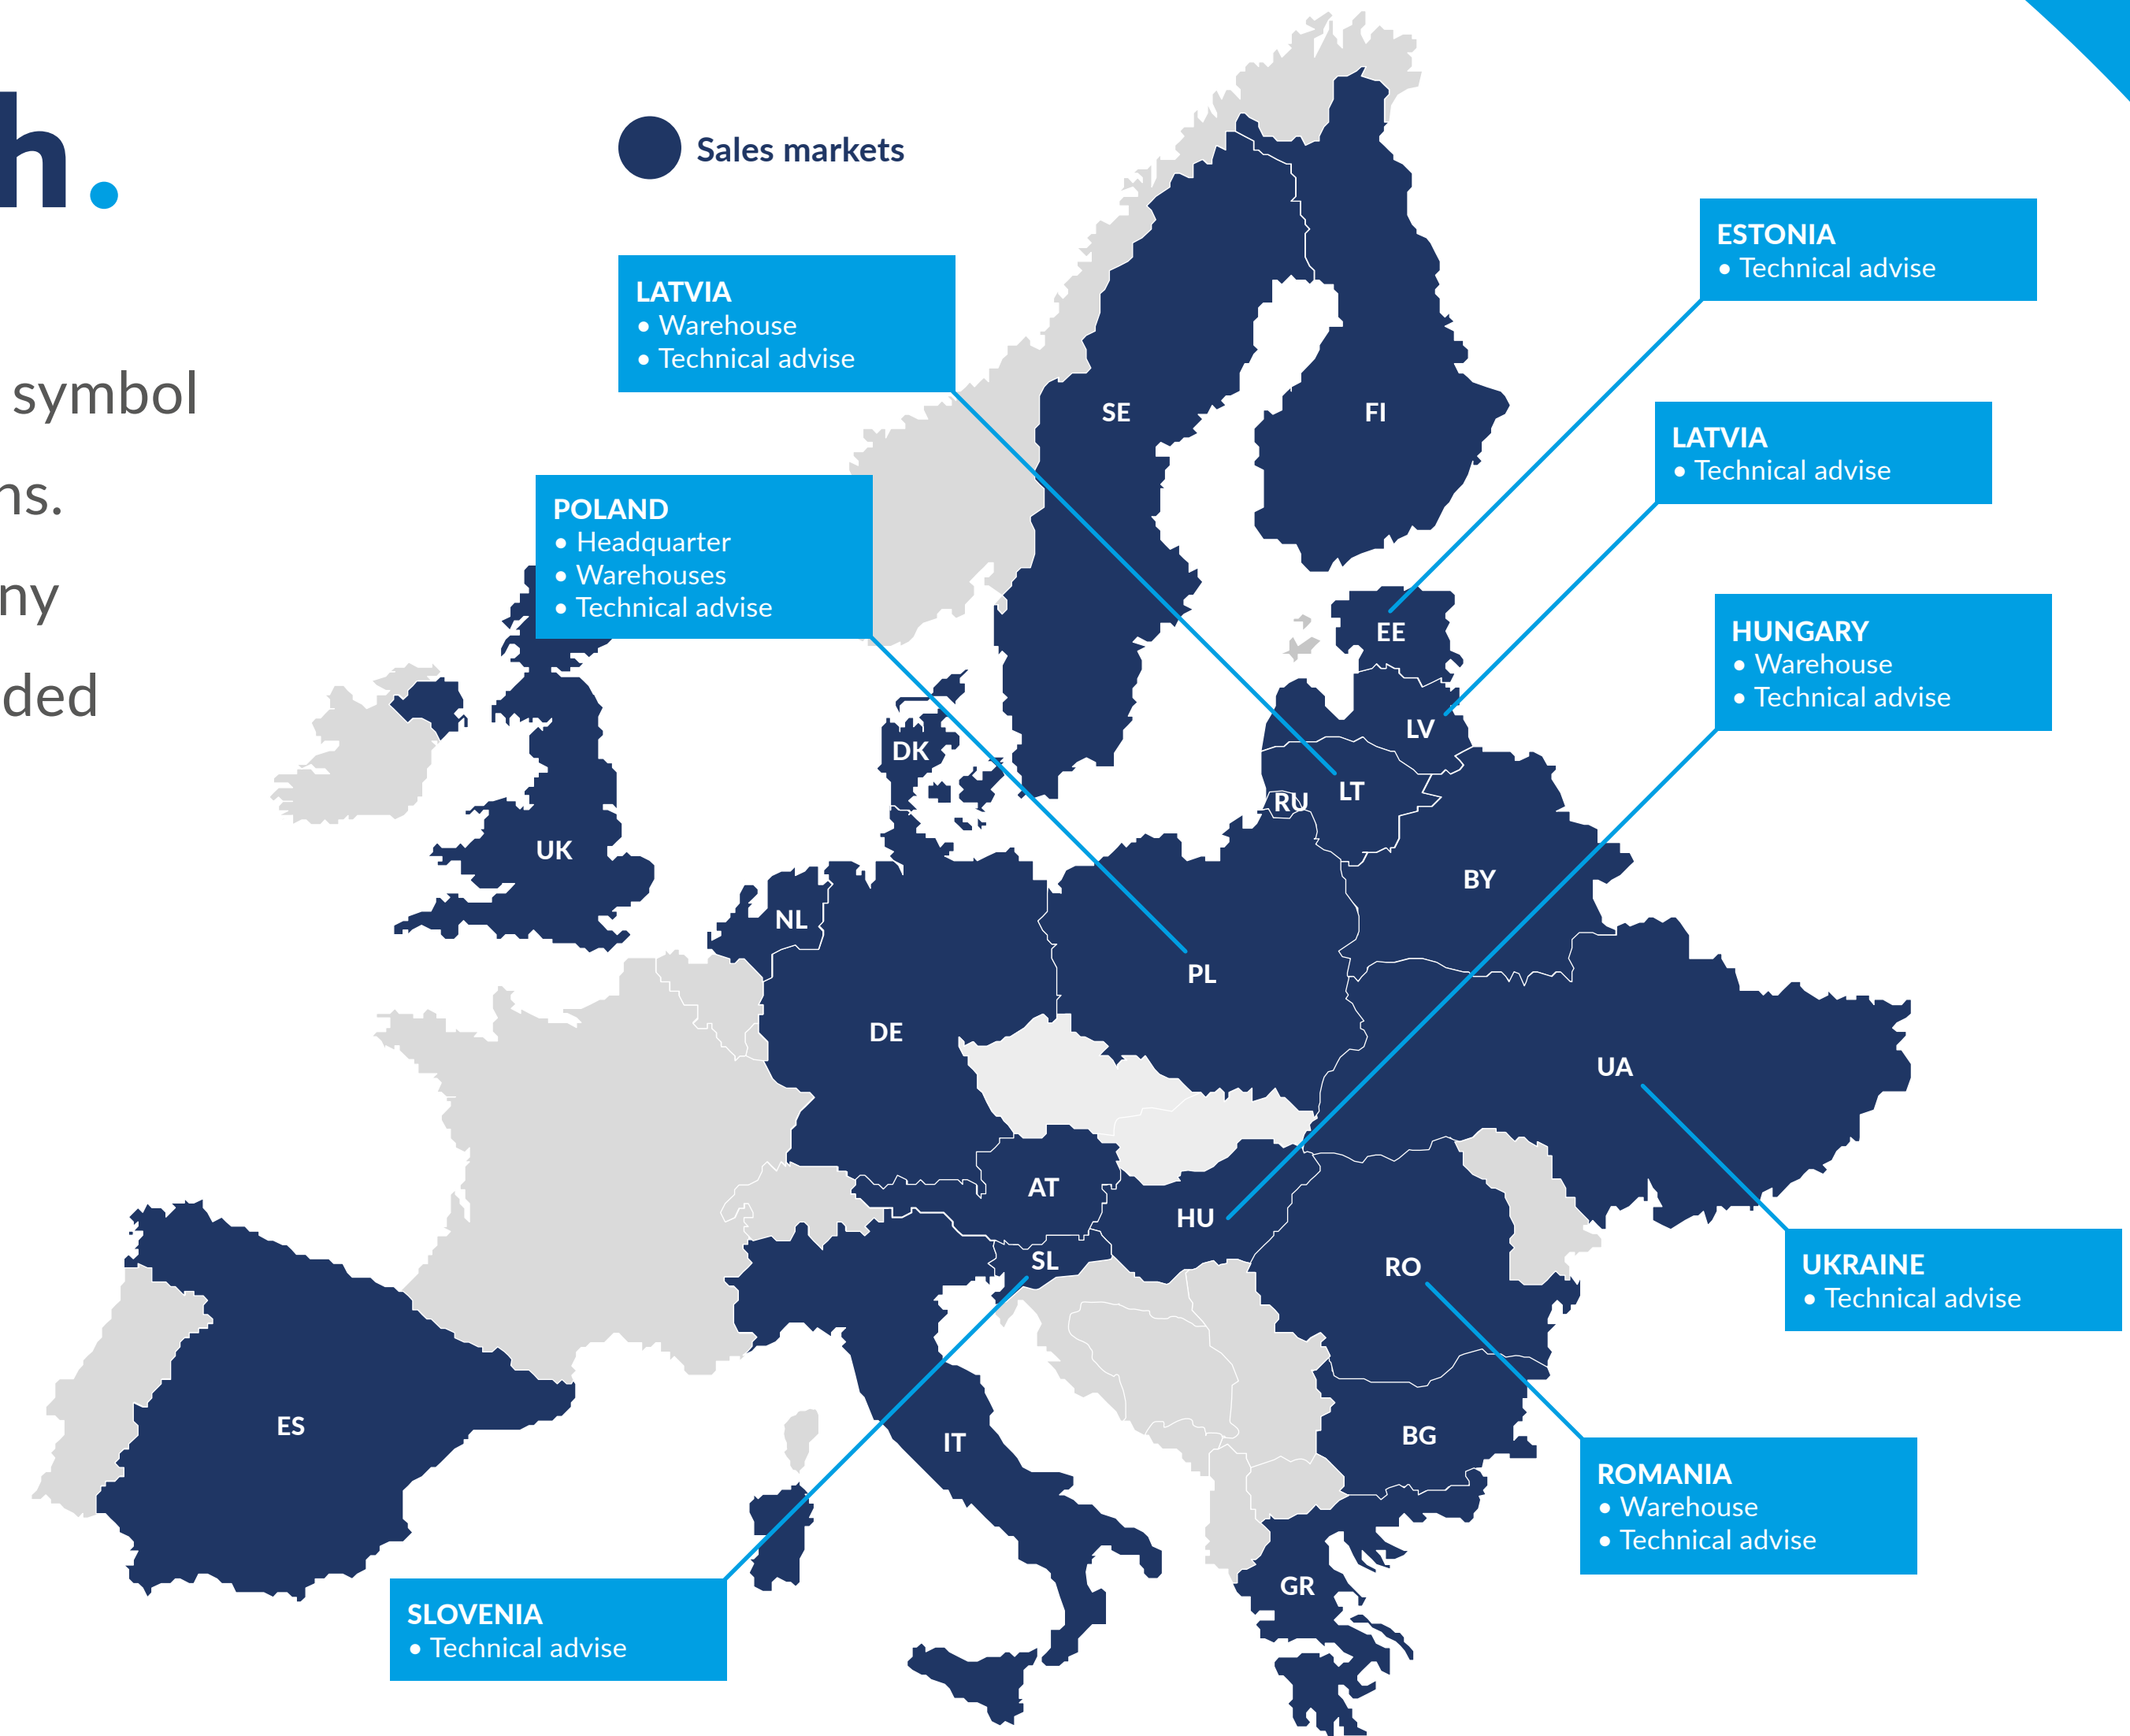 h.
symbol
ns.
ny
ded
Sales markets
LATVIA
• Warehouse
• Technical advise
POLAND
• Headquarter
• Warehouses
• Technical advise
ESTONIA
• Technical advise
LATVIA
• Technical advise
HUNGARY
• Warehouse
• Technical advise
UKRAINE
• Technical advise
ROMANIA
• Warehouse
• Technical advise
SLOVENIA
• Technical advise
SE
FI
EE
LV
LT
RU
DK
UK
NL
BY
PL
DE
UA
AT
HU
SL
RO
ES
IT
BG
GR